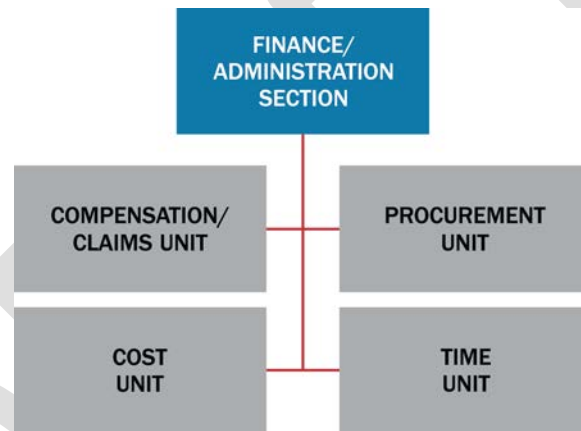 FINANCE/
ADMINISTRATION
SECTION
COMPENSATION/
CLAIMS UNIT
PROCUREMENT
UNIT
COST
UNIT
TIME
UNIT